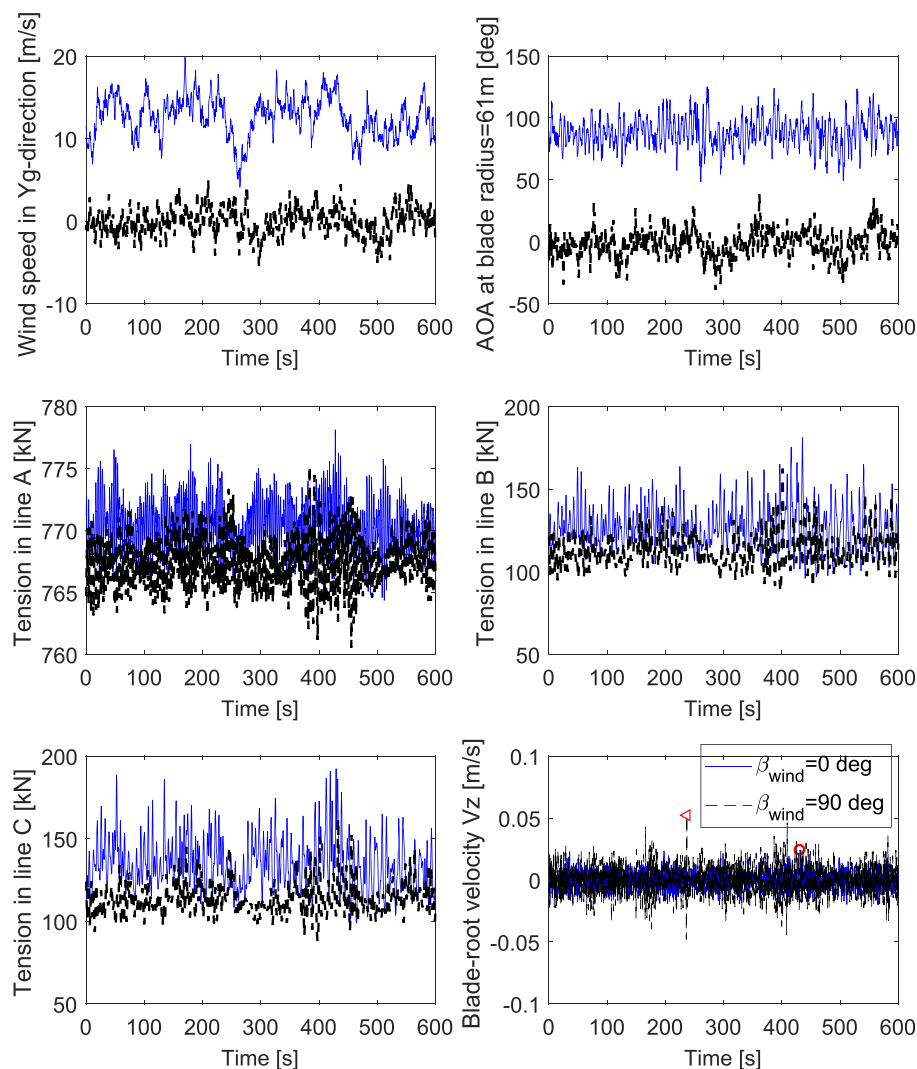 Wind speed in Yg-direction [m/s]
20
10
0
-10
0 100 200 300 400 500 600
Time [s]
AOA at blade radius=61m [deg]
150
100
50
0
-50
0 100 200 300 400 500 600
Time [s]
Tension in line A [kN]
780
775
770
765
760
0 100 200 300 400 500 600
Time [s]
Tension in line B [kN]
200
150
100
50
0 100 200 300 400 500 600
Time [s]
Tension in line C [kN]
200
150
100
50
0 100 200 300 400 500 600
Time [s]
Blade-root velocity Vz [m/s]
0.1
0.05
0
-0.05
-0.1
0 100 200 300 400 500 600
Time [s]
βwind=0 deg
βwind=90 deg